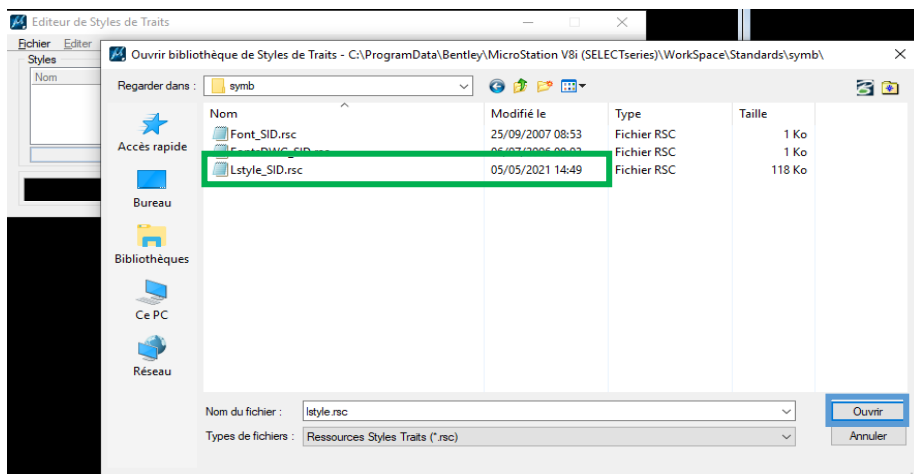 Editeur de Styles de Traits
Fichier Editer
Styles
Nom
Ouvrir bibliothèque de Styles de Traits - C:\ProgramData\Bentley\MicroStation V8i (SELECTseries)\WorkSpace\Standards\symb\
Regarder dans : symb
Nom Modifié le Type Taille
Font_SID.rsc 25/09/2007 08:53 Fichier RSC 1 Ko
Fichier RSC 1 Ko
Lstyle_SID.rsc 05/05/2021 14:49 Fichier RSC 118 Ko
Accès rapide
Bureau
Bibliothèques
Ce PC
Réseau
Nom du fichier : lstyle.rsc Ouvrir
Types de fichiers : Ressources Styles Traits (*.rsc) Annuler